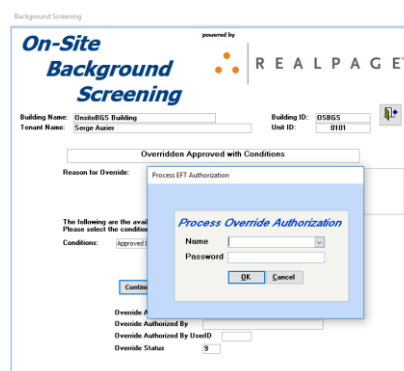 Background Screening
On-Site
Background
Screening
powered by
REALPAGE
Building Name: OnsiteBGS Building
Building ID: OSBGS
Tenant Name: Serge Aurier
Unit ID: 0101
Overridden Approved with Conditions
Reason for Override:
Process EFT Authorization
Process Override Authorization
Name
Password
OK Cancel
The following are the avai
Please select the condition
Conditions: Approved
Contin
Override A
Override Authorized By
Override Authorized By UserID
Override Status 9